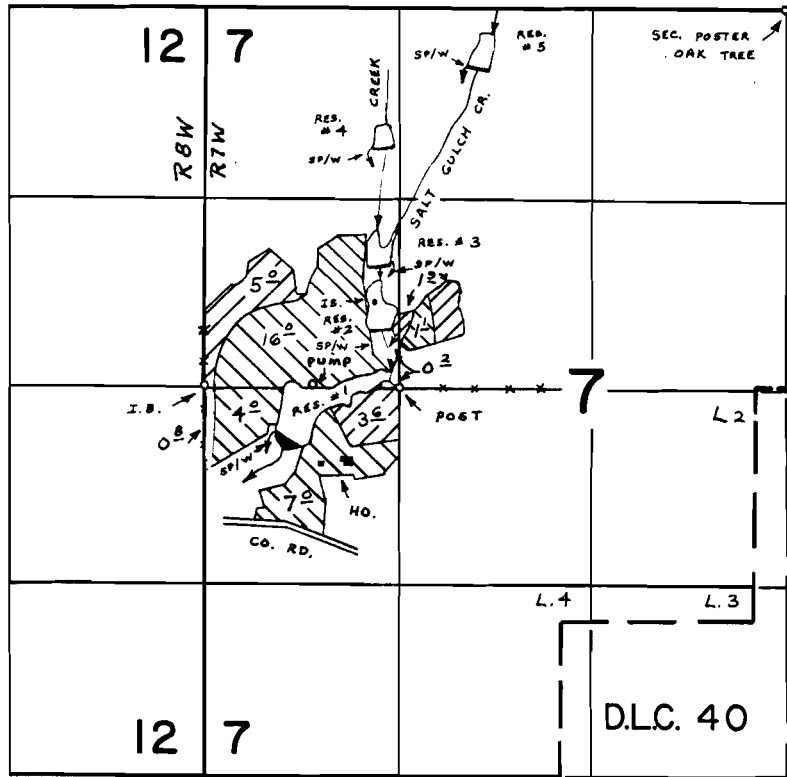 12 7
SP/W
RES.
# 5
SEC. POSTER
OAK TREE
CREEK
RES.
# 4
SP/W
R8W
R7W
SALT GULCH CR.
RES. # 3
SP/W
5 0
IS.
RES.
#2
16 0
SP/W
PUMP
0 2
RES. #1
7
I.B.
4 0
3 6
POST
L 2
0 8
SP/W
7 0
HO.
CO. RD.
L.4
L.3
12 7
D.L.C. 40